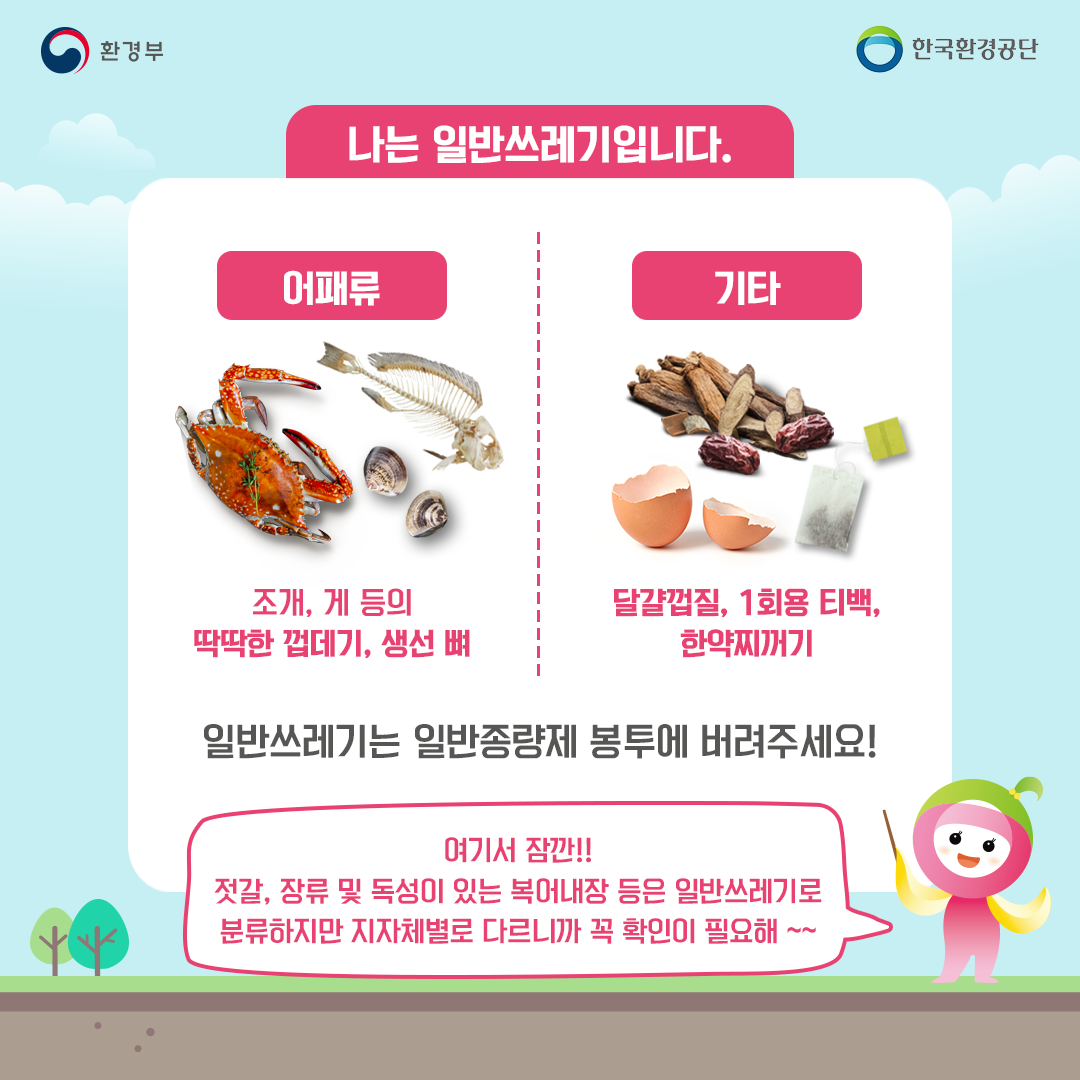 환경부
한국환경공단
나는 일반쓰레기입니다.
어패류
조개, 게 등의
딱딱한 껍데기, 생선 뼈
기타
달걀껍질, 1회용 티백,
한약찌꺼기
일반쓰레기는 일반종량제 봉투에 버려주세요!
여기서 잠깐!!
젓갈, 장류 및 독성이 있는 복어내장 등은 일반쓰레기로
분류하지만 지자체별로 다르니까 꼭 확인이 필요해 ~~